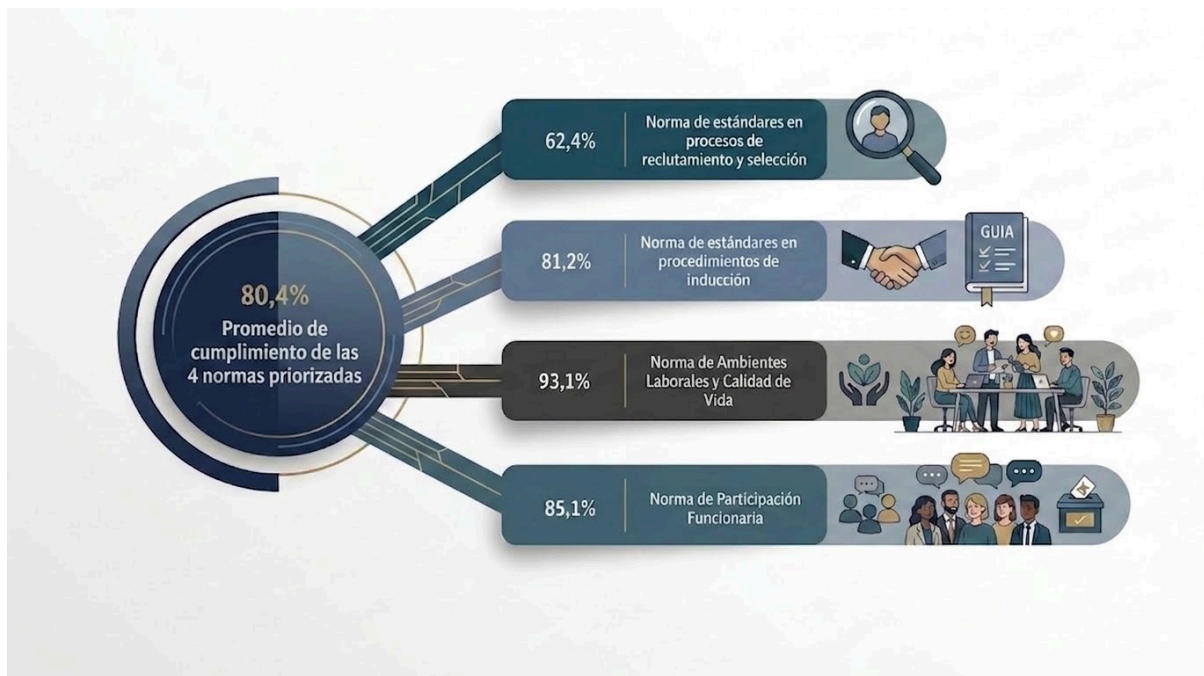 80,4%
Promedio de
cumplimiento de las
4 normas priorizadas
62,4%
Norma de estándares en
procesos de
reclutamiento y selección
81,2%
Norma de estándares en
procedimientos de
inducción
GUIA
93,1%
Norma de Ambientes
Laborales y Calidad de
Vida
85,1%
Norma de Participación
Funcionaria